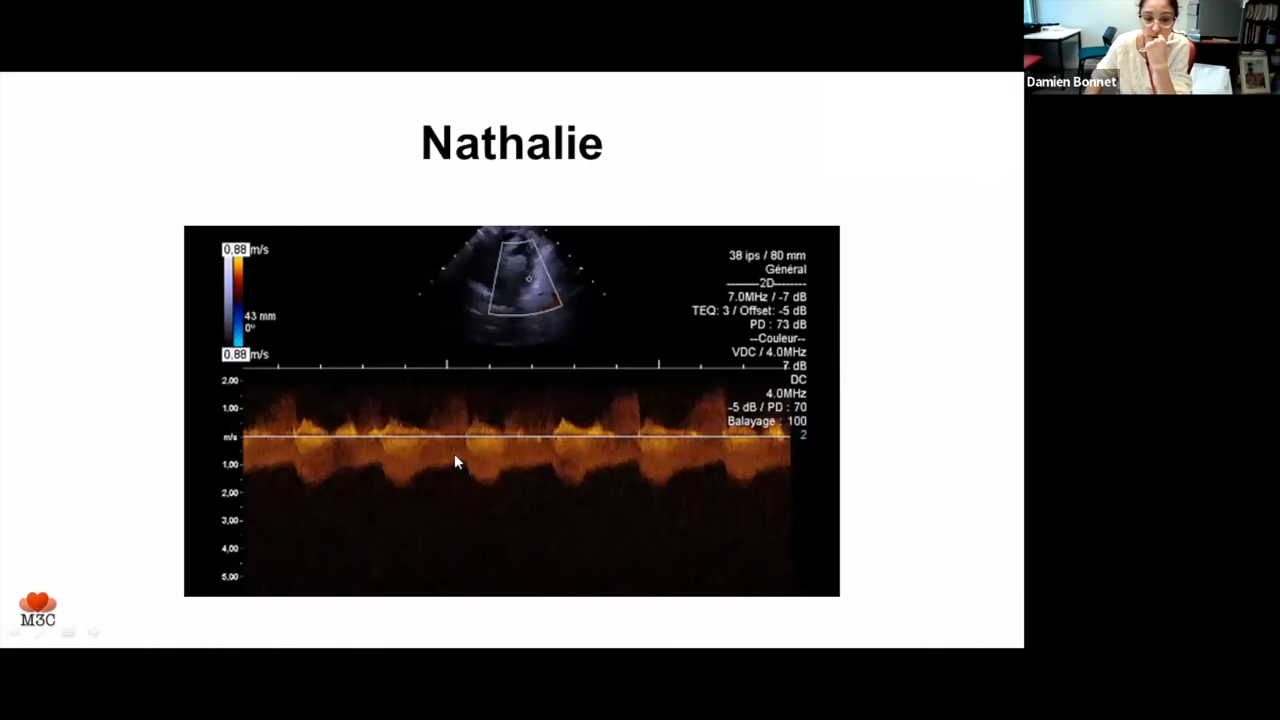 Damien Bonnet
Nathalie
0,88 m/s
43 mm
0°
0,88 m/s
38 ips / 80 mm
Général
--------2D--------
7.0MHz / -7 dB
TEQ: 3 / Offset: -5 dB
PD : 73 dB
--Couleur--
VDC / 4.0MHz
7 dB
DC
4.0MHz
-5 dB / PD : 70
Balayage : 100
2
2,00
1,00
m/s
1,00
2,00
3,00
4,00
5,00
M3C